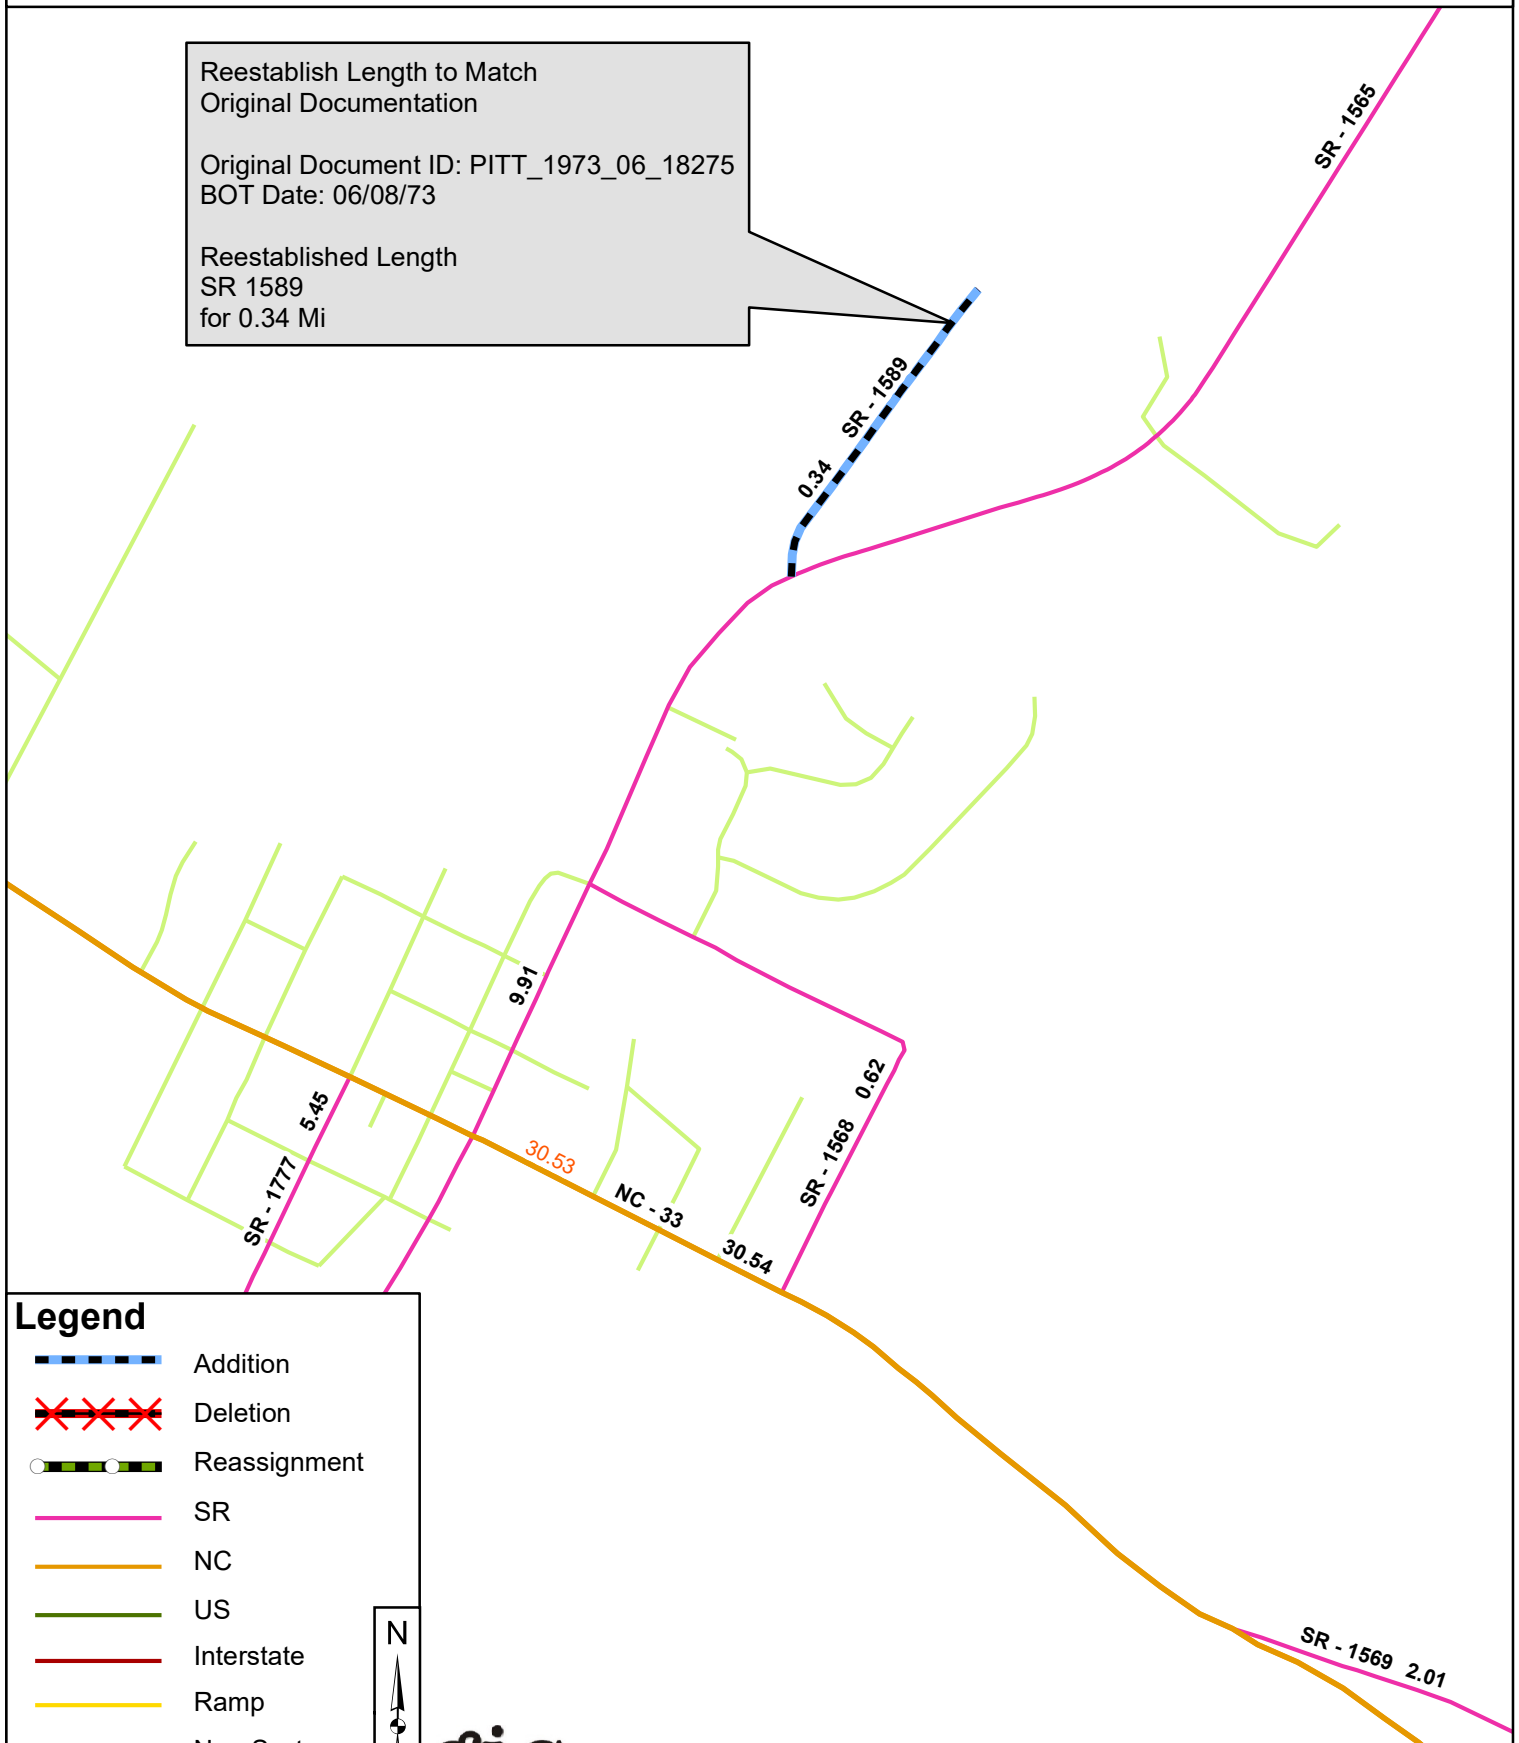 Reestablish Length to Match
Original Documentation
Original Document ID: PITT_1973_06_18275
BOT Date: 06/08/73
Reestablished Length
SR 1589
for 0.34 Mi
SR - 1565
SR - 1589
0.34
9.91
5.45
SR - 1777
30.53
NC - 33
30.54
0.62
SR - 1568
SR - 1569 2.01
Legend
Addition
Deletion
Reassignment
SR
NC
US
Interstate
Ramp
N